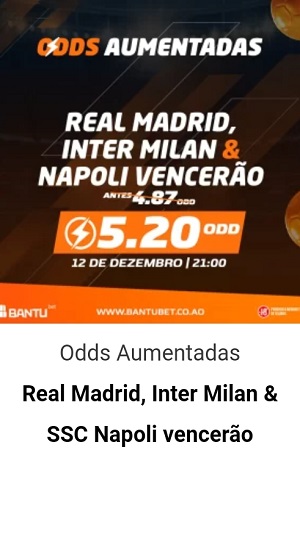 ODDS AUMENTADAS
REAL MADRID,
INTER MILAN &
NAPOLI VENCERÃO
ANTES 4.87 ODD
5.20 ODD
12 DE DEZEMBRO | 21:00
BANTU bet
WWW.BANTUBET.CO.AO
Odds Aumentadas
Real Madrid, Inter Milan &
SSC Napoli vencerão